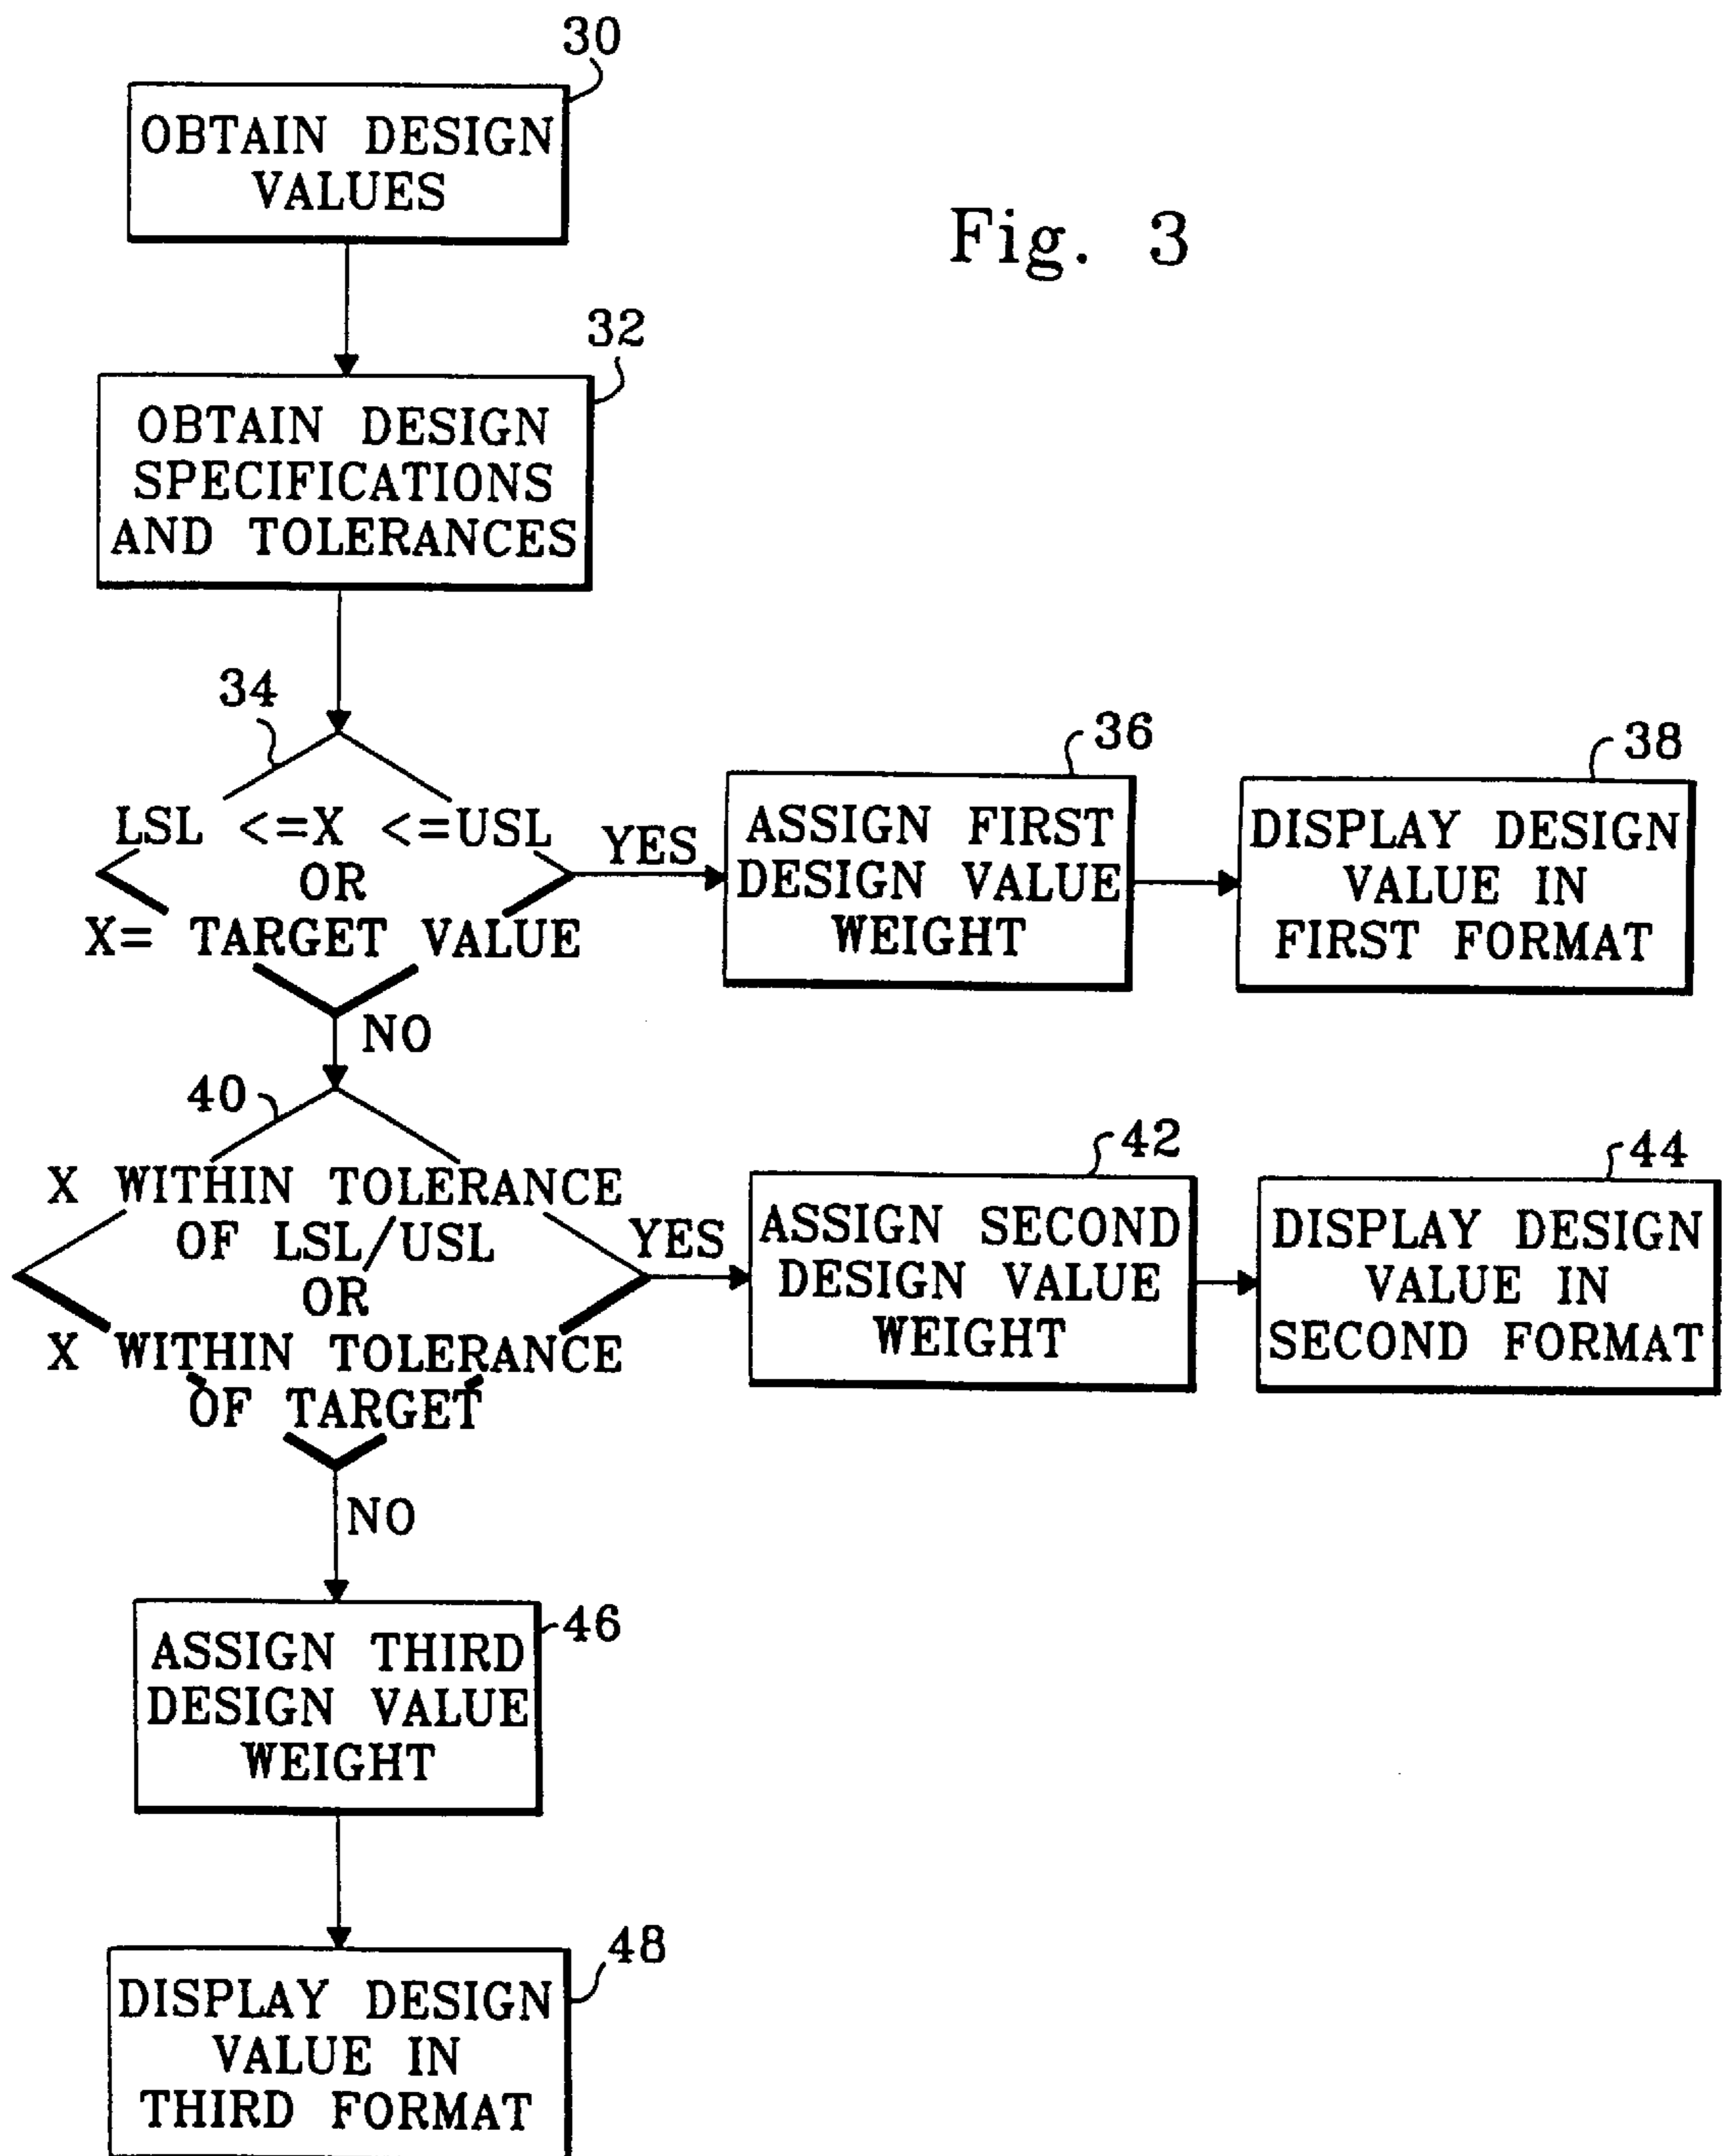 30
OBTAIN DESIGN
VALUES
Fig. 3
32
OBTAIN DESIGN
SPECIFICATIONS
AND TOLERANCES
34
LSL <=X <=USL
OR
X= TARGET VALUE
YES
36
ASSIGN FIRST
DESIGN VALUE
WEIGHT
38
DISPLAY DESIGN
VALUE IN
FIRST FORMAT
NO
40
X WITHIN TOLERANCE
OF LSL/USL
OR
X WITHIN TOLERANCE
OF TARGET
YES
42
ASSIGN SECOND
DESIGN VALUE
WEIGHT
44
DISPLAY DESIGN
VALUE IN
SECOND FORMAT
NO
46
ASSIGN THIRD
DESIGN VALUE
WEIGHT
48
DISPLAY DESIGN
VALUE IN
THIRD FORMAT